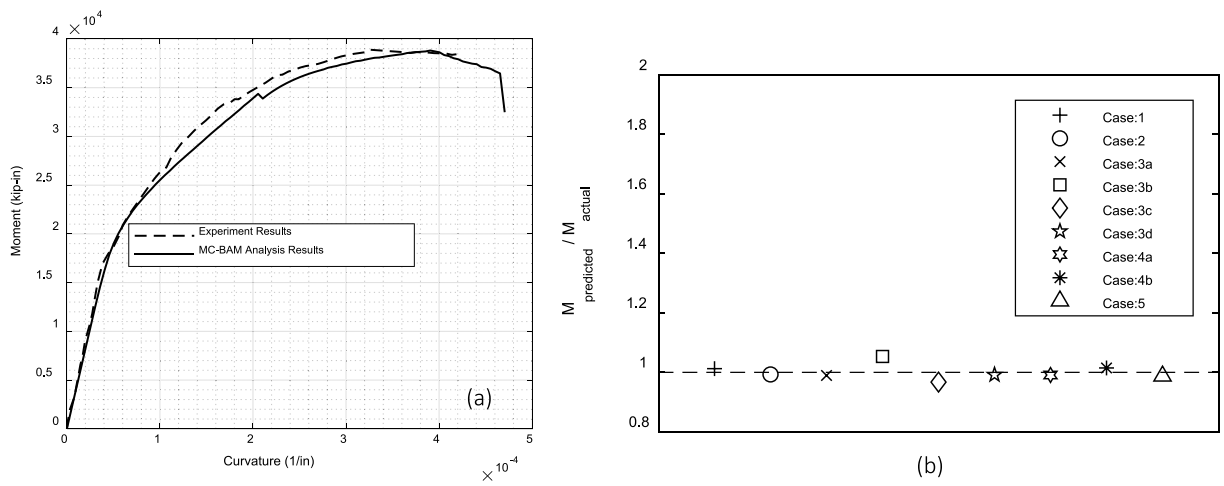 × 10⁴
4
3.5
3
2.5
2
1.5
1
0.5
0
0 1 2 3 4 5
Moment (kip-in)
Curvature (1/in)
× 10⁻⁴
Experiment Results
MC-BAM Analysis Results
(a)
2
1.8
1.6
1.4
1.2
1
0.8
M predicted / M actual
Case:1
Case:2
Case:3a
Case:3b
Case:3c
Case:3d
Case:4a
Case:4b
Case:5
(b)